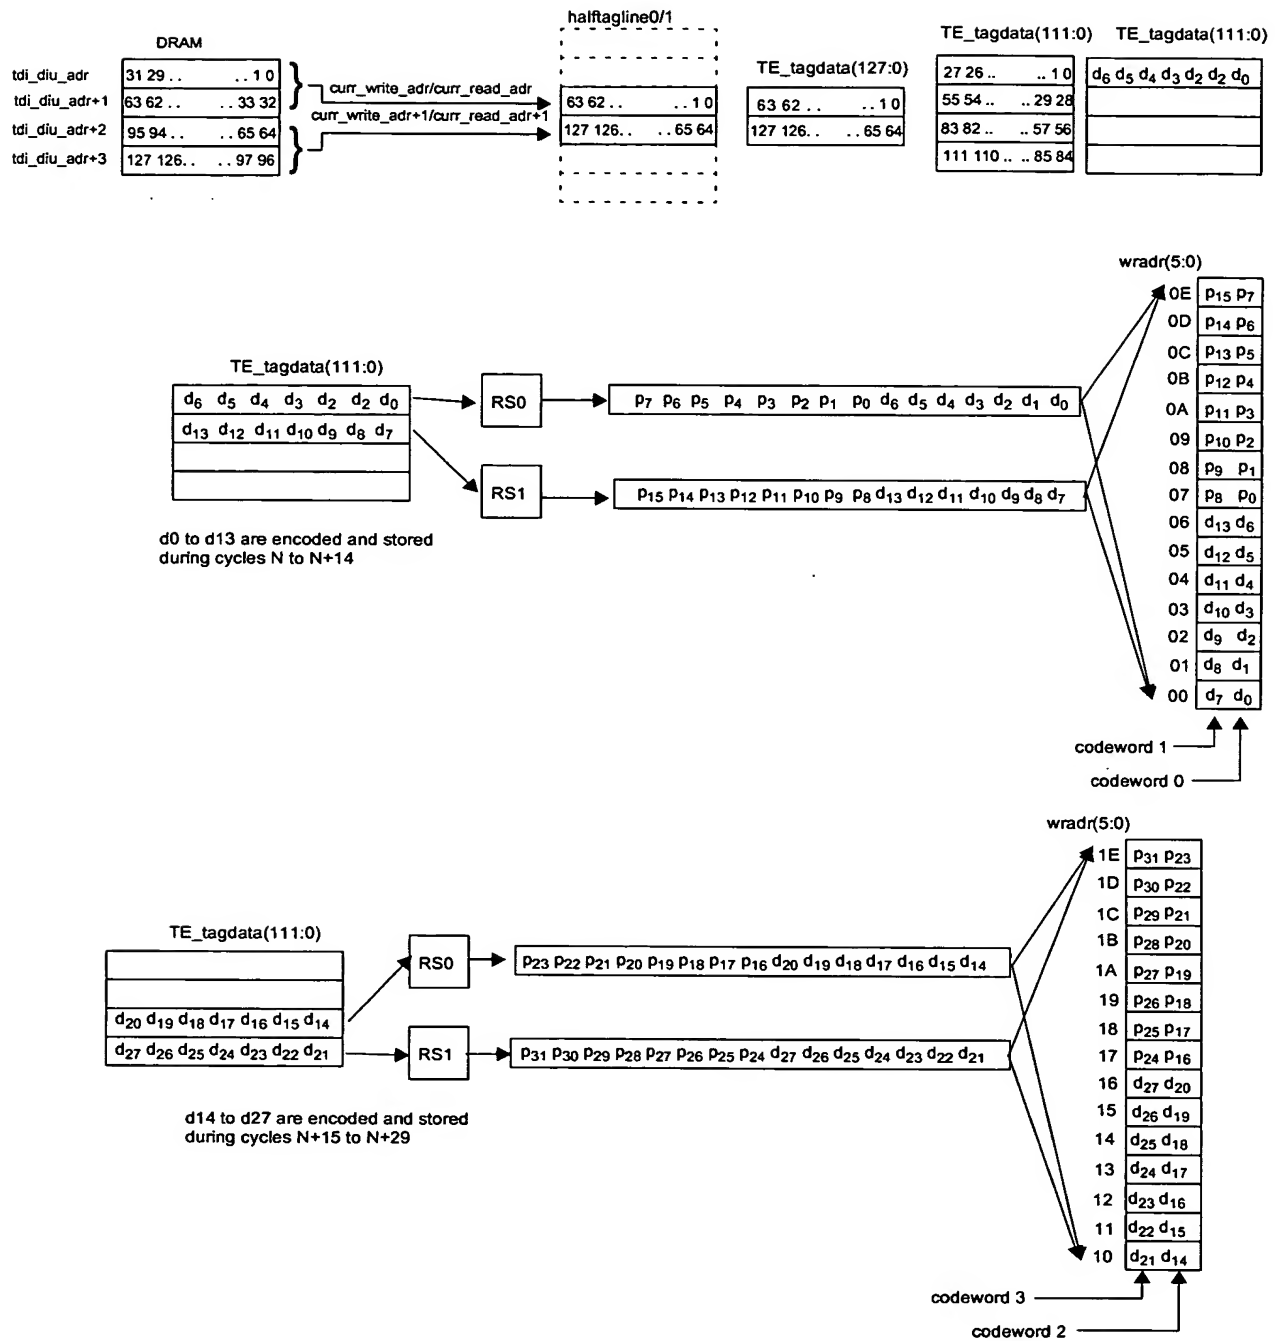 halftagline0/1
DRAM
TE_tagdata(111:0) TE_tagdata(111:0)
TE_tagdata(127:0)
tdi_diu_adr 31 29 . . . . 1 0
tdi_diu_adr+1 63 62 . . . . 33 32
tdi_diu_adr+2 95 94 . . . . 65 64
tdi_diu_adr+3 127 126. . . . 97 96
curr_write_adr/curr_read_adr
curr_write_adr+1/curr_read_adr+1
63 62 . . . . 1 0
127 126. . . . 65 64
63 62 . . . . 1 0
127 126. . . . 65 64
27 26 .. .. 1 0
55 54 .. .. 29 28
83 82 .. .. 57 56
111 110 .. .. 85 84
d6 d5 d4 d3 d2 d2 d0
wradr(5:0)
0E p15 p7
0D p14 p6
0C p13 p5
0B p12 p4
0A p11 p3
09 p10 p2
08 p9 p1
07 p8 p0
06 d13 d6
05 d12 d5
04 d11 d4
03 d10 d3
02 d9 d2
01 d8 d1
00 d7 d0
codeword 1
codeword 0
TE_tagdata(111:0)
d6 d5 d4 d3 d2 d2 d0
d13 d12 d11 d10 d9 d8 d7
RS0
p7 p6 p5 p4 p3 p2 p1 p0 d6 d5 d4 d3 d2 d1 d0
RS1
p15 p14 p13 p12 p11 p10 p9 p8 d13 d12 d11 d10 d9 d8 d7
d0 to d13 are encoded and stored
during cycles N to N+14
wradr(5:0)
1E p31 p23
1D p30 p22
1C p29 p21
1B p28 p20
1A p27 p19
19 p26 p18
18 p25 p17
17 p24 p16
16 d27 d20
15 d26 d19
14 d25 d18
13 d24 d17
12 d23 d16
11 d22 d15
10 d21 d14
codeword 3
codeword 2
TE_tagdata(111:0)
d20 d19 d18 d17 d16 d15 d14
d27 d26 d25 d24 d23 d22 d21
RS0
p23 p22 p21 p20 p19 p18 p17 p16 d20 d19 d18 d17 d16 d15 d14
RS1
p31 p30 p29 p28 p27 p26 p25 p24 d27 d26 d25 d24 d23 d22 d21
d14 to d27 are encoded and stored
during cycles N+15 to N+29